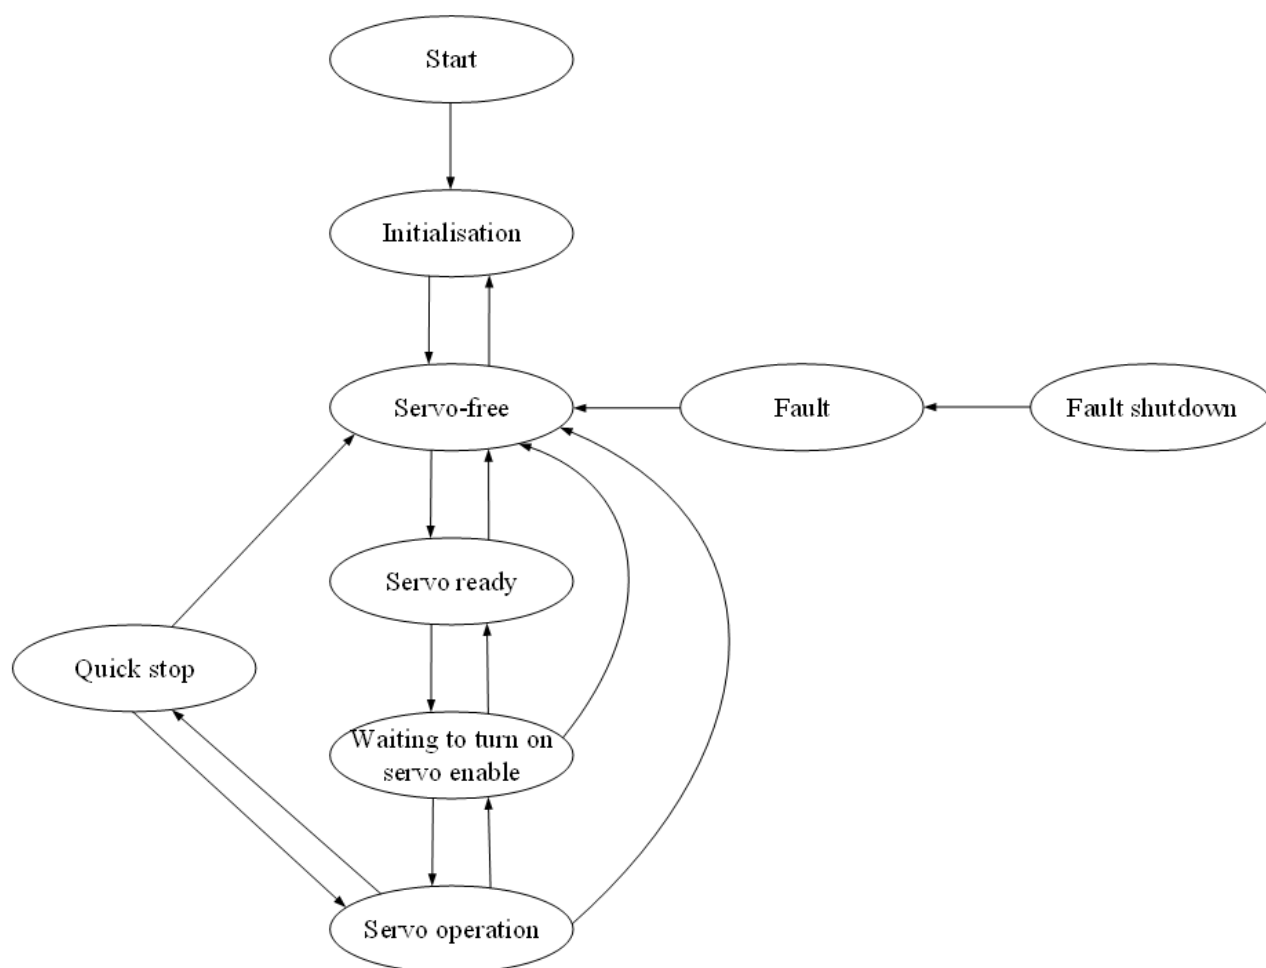 Start
Initialisation
Servo-free
Fault
Fault shutdown
Servo ready
Quick stop
Waiting to turn on
servo enable
Servo operation